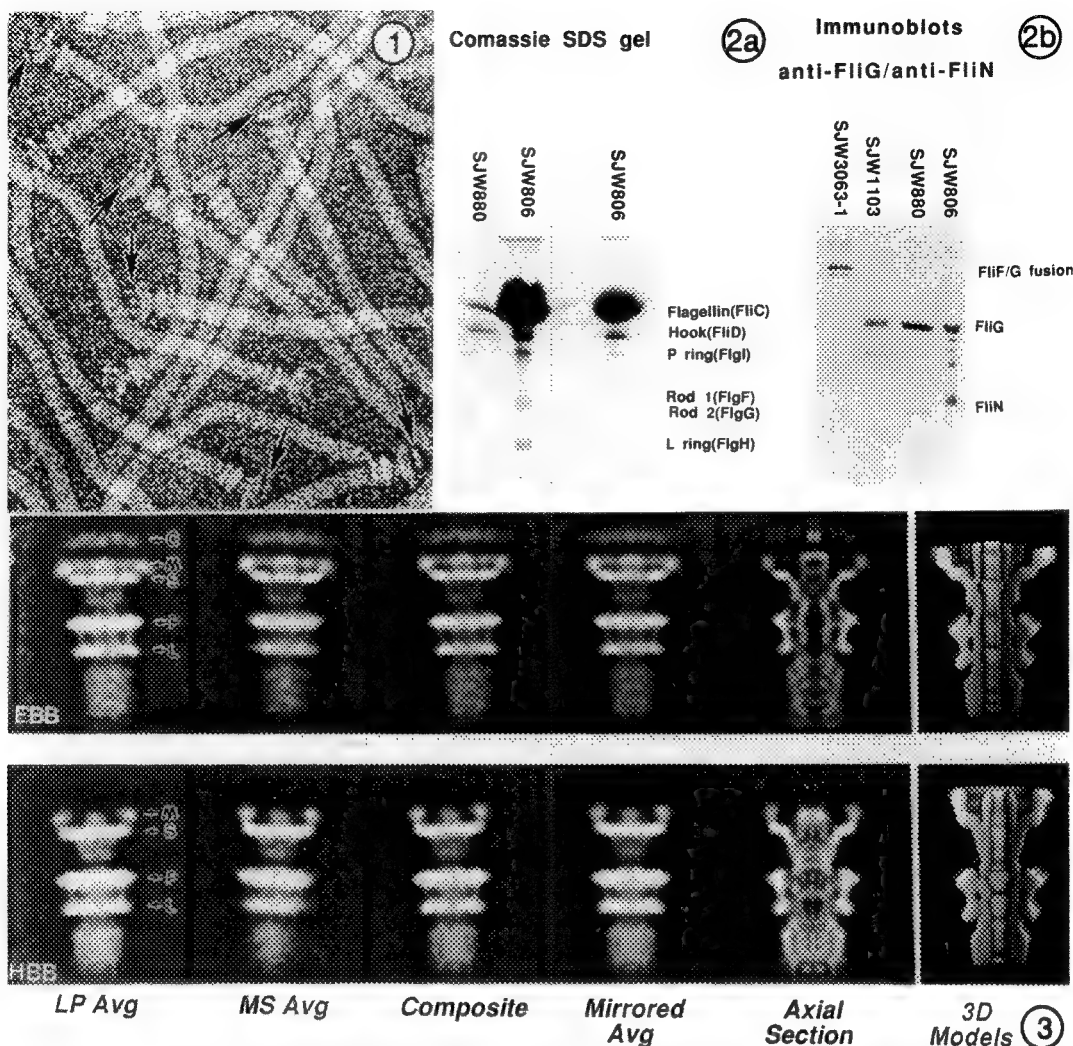 1
Comassie SDS gel
2a
Immunoblots
anti-FliG/anti-FliN
2b
SJW880
SJW806
SJW806
SJW3063-1
SJW1103
SJW880
SJW806
Flagellin(FliC)
Hook(FliD)
P ring(FlgI)
Rod 1(FlgF)
Rod 2(FlgG)
L ring(FlgH)
FliF/G fusion
FliG
FliN
EBB
HBB
LP Avg
MS Avg
Composite
Mirrored Avg
Axial Section
3D Models
3